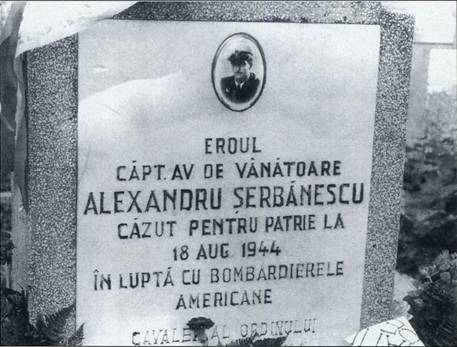 EROUL
CĂPT. AV DE VÂNĂTOARE
ALEXANDRU ȘERBĂNESCU
CĂZUT PENTRU PATRIE LA
18 AUG 1944
ÎN LUPTĂ CU BOMBARDIERELE
AMERICANE
CAVALER AL ORDINULUI